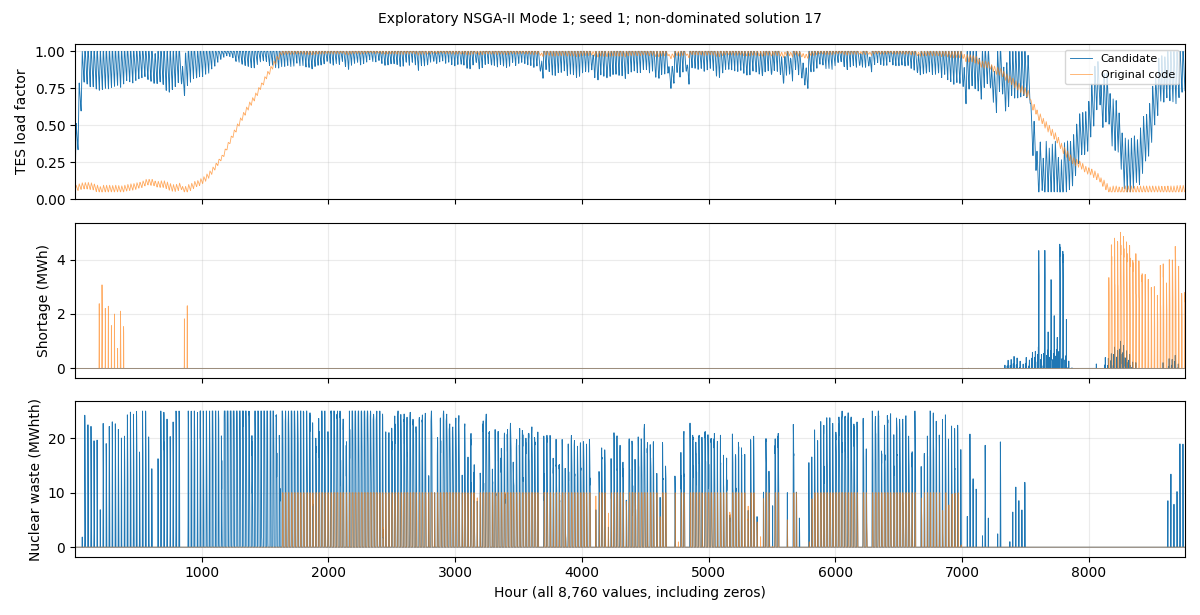 Exploratory NSGA-II Mode 1; seed 1; non-dominated solution 17
TES load factor
1.00
0.75
0.50
0.25
0.00
Candidate
Original code
Shortage (MWh)
4
2
0
Nuclear waste (MWhth)
20
10
0
1000 2000 3000 4000 5000 6000 7000 8000
Hour (all 8,760 values, including zeros)